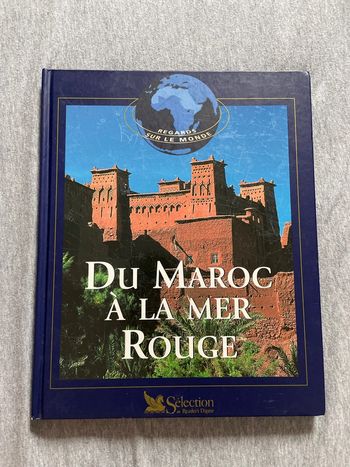 REGARDS
SUR LE MONDE
DU MAROC
À LA MER
ROUGE
Sélection
du Reader's Digest